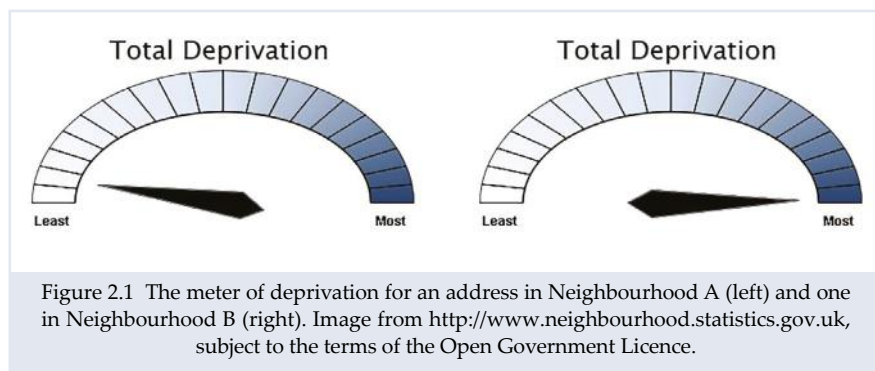 Total Deprivation
Least
Most
Total Deprivation
Least
Most
Figure 2.1 The meter of deprivation for an address in Neighbourhood A (left) and one
in Neighbourhood B (right). Image from http://www.neighbourhood.statistics.gov.uk,
subject to the terms of the Open Government Licence.